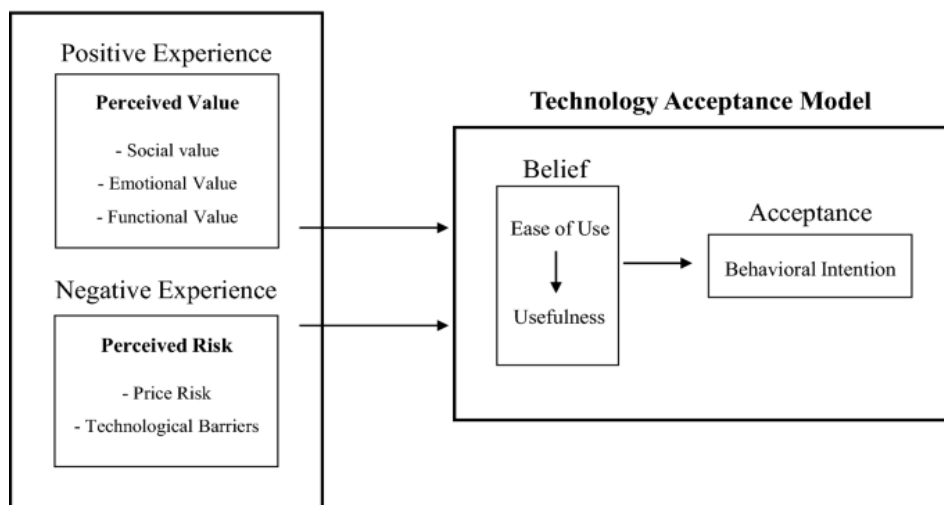 Positive Experience
Perceived Value
- Social value
- Emotional Value
- Functional Value
Negative Experience
Perceived Risk
- Price Risk
- Technological Barriers
Technology Acceptance Model
Belief
Ease of Use
Usefulness
Acceptance
Behavioral Intention